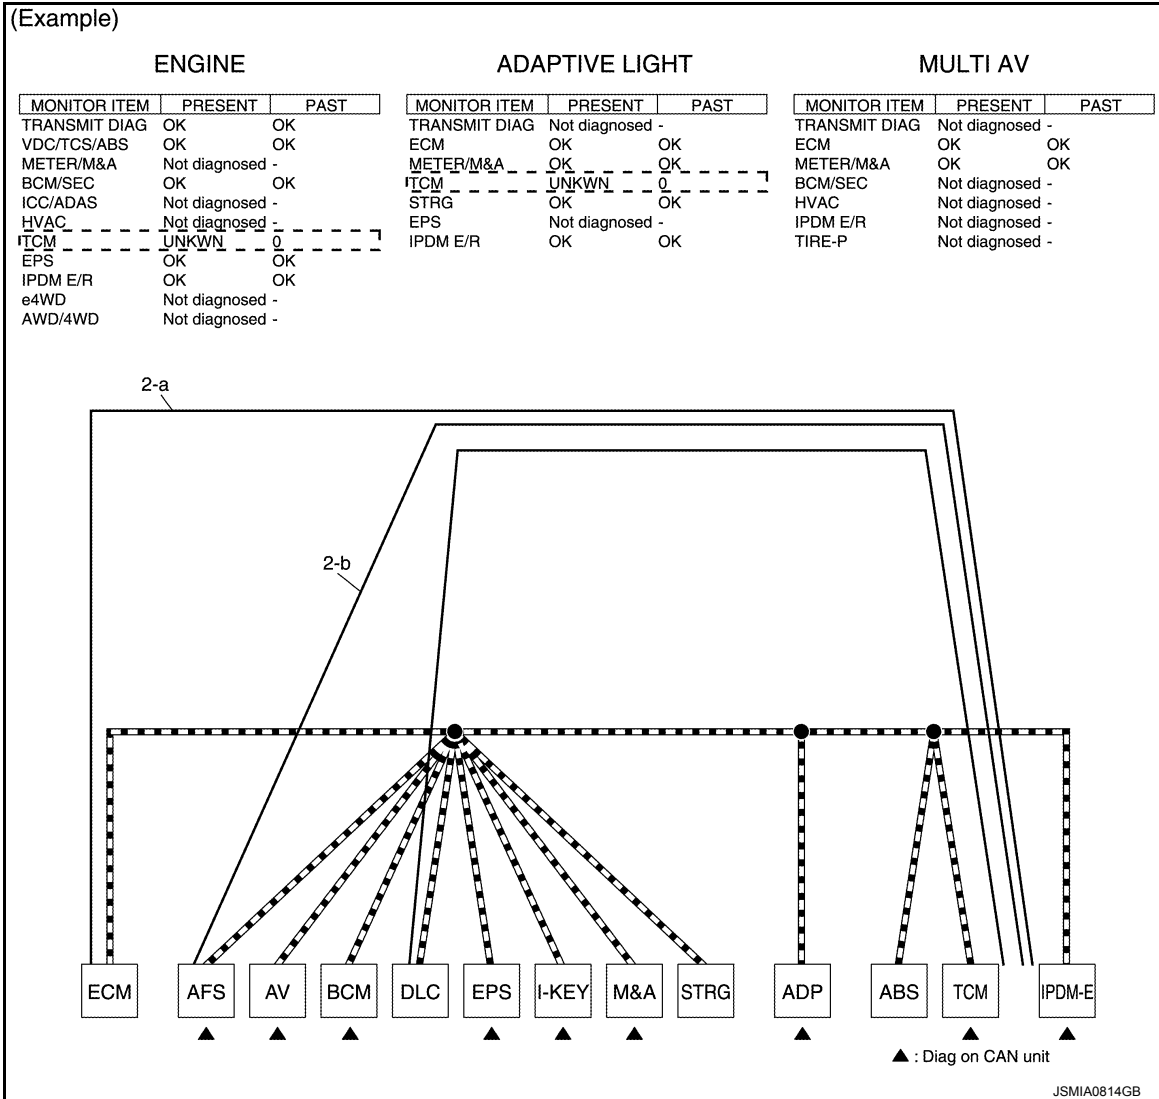 (Example)
ENGINE
MONITOR ITEM PRESENT PAST
TRANSMIT DIAG OK OK
VDC/TCS/ABS OK OK
METER/M&A Not diagnosed -
BCM/SEC OK OK
ICC/ADAS Not diagnosed -
HVAC Not diagnosed -
TCM UNKWN 0
EPS OK OK
IPDM E/R OK OK
e4WD Not diagnosed -
AWD/4WD Not diagnosed -
ADAPTIVE LIGHT
MONITOR ITEM PRESENT PAST
TRANSMIT DIAG Not diagnosed -
ECM OK OK
METER/M&A OK OK
TCM UNKWN 0
STRG OK OK
EPS Not diagnosed -
IPDM E/R OK OK
MULTI AV
MONITOR ITEM PRESENT PAST
TRANSMIT DIAG Not diagnosed -
ECM OK OK
METER/M&A OK OK
BCM/SEC Not diagnosed -
HVAC Not diagnosed -
IPDM E/R Not diagnosed -
TIRE-P Not diagnosed -
2-a
2-b
ECM AFS AV BCM DLC EPS I-KEY M&A STRG ADP ABS TCM IPDM-E
▲ : Diag on CAN unit
JSMIA0814GB